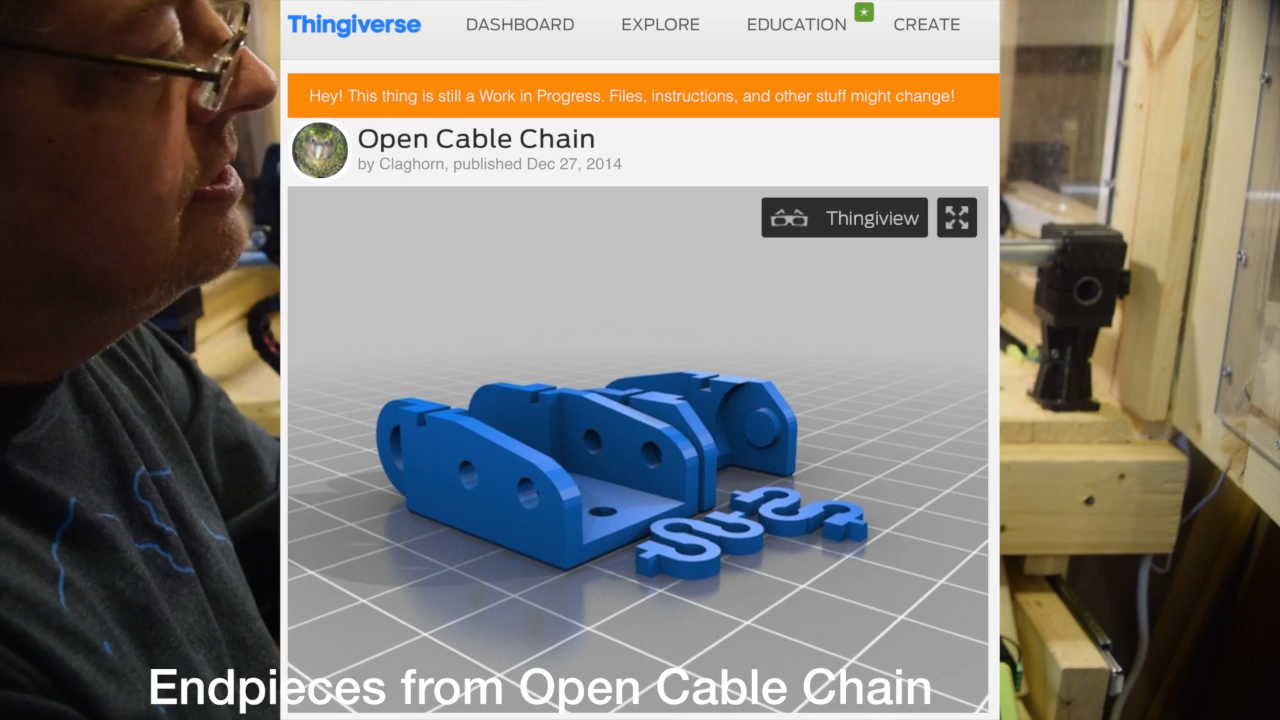 Thingiverse DASHBOARD EXPLORE EDUCATION CREATE
Hey! This thing is still a Work in Progress. Files, instructions, and other stuff might change!
Open Cable Chain
by Claghorn, published Dec 27, 2014
Thingiview
Endpieces from Open Cable Chain